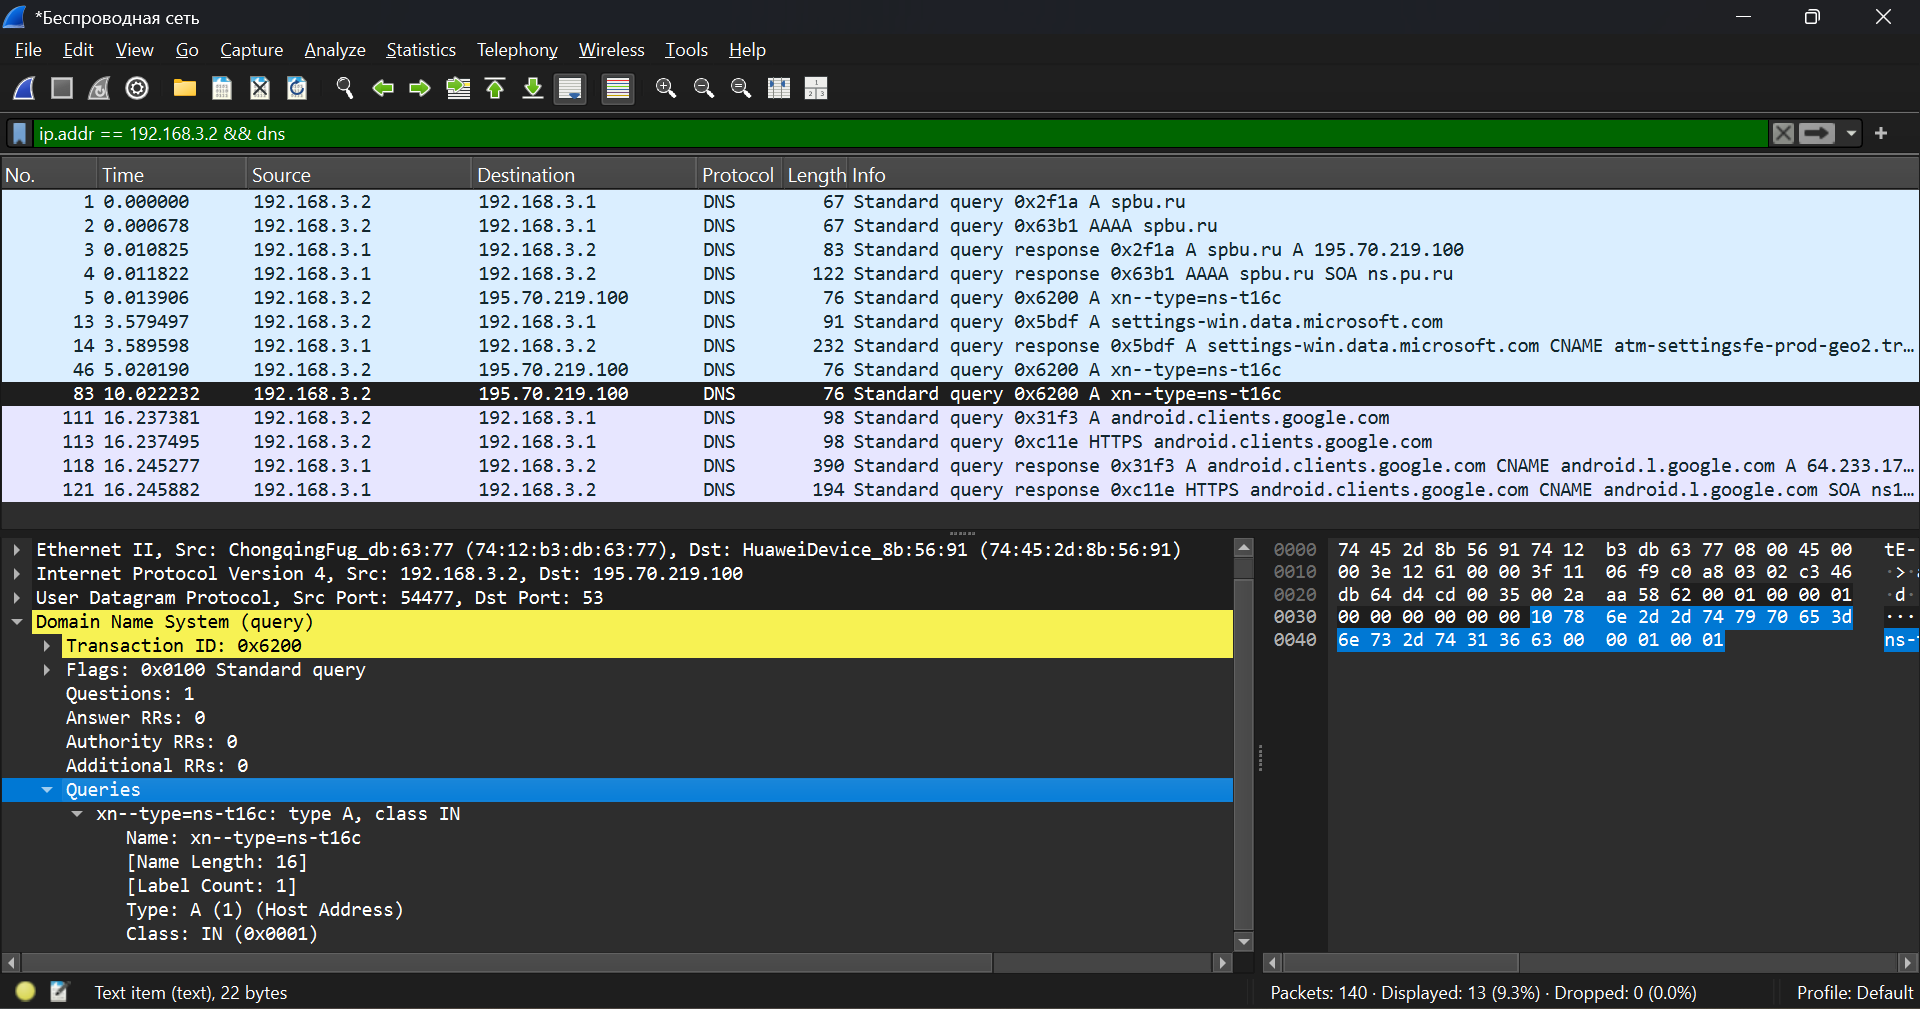 *Беспроводная сеть
File Edit View Go Capture Analyze Statistics Telephony Wireless Tools Help
ip.addr == 192.168.3.2 && dns
No. Time Source Destination Protocol Length Info
1 0.000000 192.168.3.2 192.168.3.1 DNS 67 Standard query 0x2f1a A spbu.ru
2 0.000678 192.168.3.2 192.168.3.1 DNS 67 Standard query 0x63b1 AAAA spbu.ru
3 0.010825 192.168.3.1 192.168.3.2 DNS 83 Standard query response 0x2f1a A spbu.ru A 195.70.219.100
4 0.011822 192.168.3.1 192.168.3.2 DNS 122 Standard query response 0x63b1 AAAA spbu.ru SOA ns.pu.ru
5 0.013906 192.168.3.2 195.70.219.100 DNS 76 Standard query 0x6200 A xn--type=ns-t16c
13 3.579497 192.168.3.2 192.168.3.1 DNS 91 Standard query 0x5bdf A settings-win.data.microsoft.com
14 3.589598 192.168.3.1 192.168.3.2 DNS 232 Standard query response 0x5bdf A settings-win.data.microsoft.com CNAME atm-settingsfe-prod-geo2.tr…
46 5.020190 192.168.3.2 195.70.219.100 DNS 76 Standard query 0x6200 A xn--type=ns-t16c
83 10.022232 192.168.3.2 195.70.219.100 DNS 76 Standard query 0x6200 A xn--type=ns-t16c
111 16.237381 192.168.3.2 192.168.3.1 DNS 98 Standard query 0x31f3 A android.clients.google.com
113 16.237495 192.168.3.2 192.168.3.1 DNS 98 Standard query 0xc11e HTTPS android.clients.google.com
118 16.245277 192.168.3.1 192.168.3.2 DNS 390 Standard query response 0x31f3 A android.clients.google.com CNAME android.l.google.com A 64.233.17…
121 16.245882 192.168.3.1 192.168.3.2 DNS 194 Standard query response 0xc11e HTTPS android.clients.google.com CNAME android.l.google.com SOA ns1…
Ethernet II, Src: ChongqingFug_db:63:77 (74:12:b3:db:63:77), Dst: HuaweiDevice_8b:56:91 (74:45:2d:8b:56:91)
Internet Protocol Version 4, Src: 192.168.3.2, Dst: 195.70.219.100
User Datagram Protocol, Src Port: 54477, Dst Port: 53
Domain Name System (query)
Transaction ID: 0x6200
Flags: 0x0100 Standard query
Questions: 1
Answer RRs: 0
Authority RRs: 0
Additional RRs: 0
Queries
xn--type=ns-t16c: type A, class IN
Name: xn--type=ns-t16c
[Name Length: 16]
[Label Count: 1]
Type: A (1) (Host Address)
Class: IN (0x0001)
0000 74 45 2d 8b 56 91 74 12 b3 db 63 77 08 00 45 00 tE-
0010 00 3e 12 61 00 00 3f 11 06 f9 c0 a8 03 02 c3 46 ·>·
0020 db 64 d4 cd 00 35 00 2a aa 58 62 00 01 00 00 01 ·d·
0030 00 00 00 00 00 00 10 78 6e 2d 2d 74 79 70 65 3d ···
0040 6e 73 2d 74 31 36 63 00 00 01 00 01 ns-
Text item (text), 22 bytes
Packets: 140 · Displayed: 13 (9.3%) · Dropped: 0 (0.0%)
Profile: Default